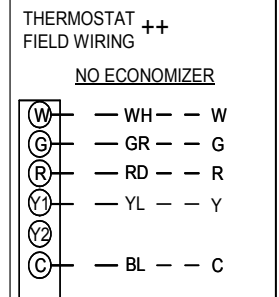 THERMOSTAT ++
FIELD WIRING
NO ECONOMIZER
W WH W
G GR G
R RD R
Y1 YL Y
Y2
C BL C